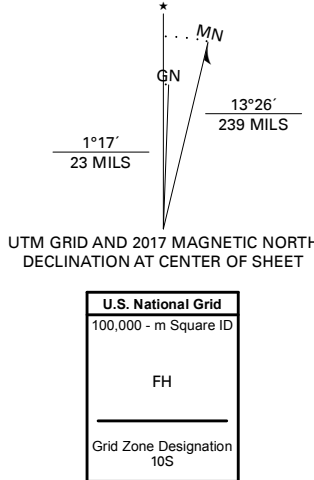 MN
GN
13°26´
239 MILS
1°17´
23 MILS
UTM GRID AND 2017 MAGNETIC NORTH
DECLINATION AT CENTER OF SHEET
U.S. National Grid
100,000 - m Square ID
FH
Grid Zone Designation
10S